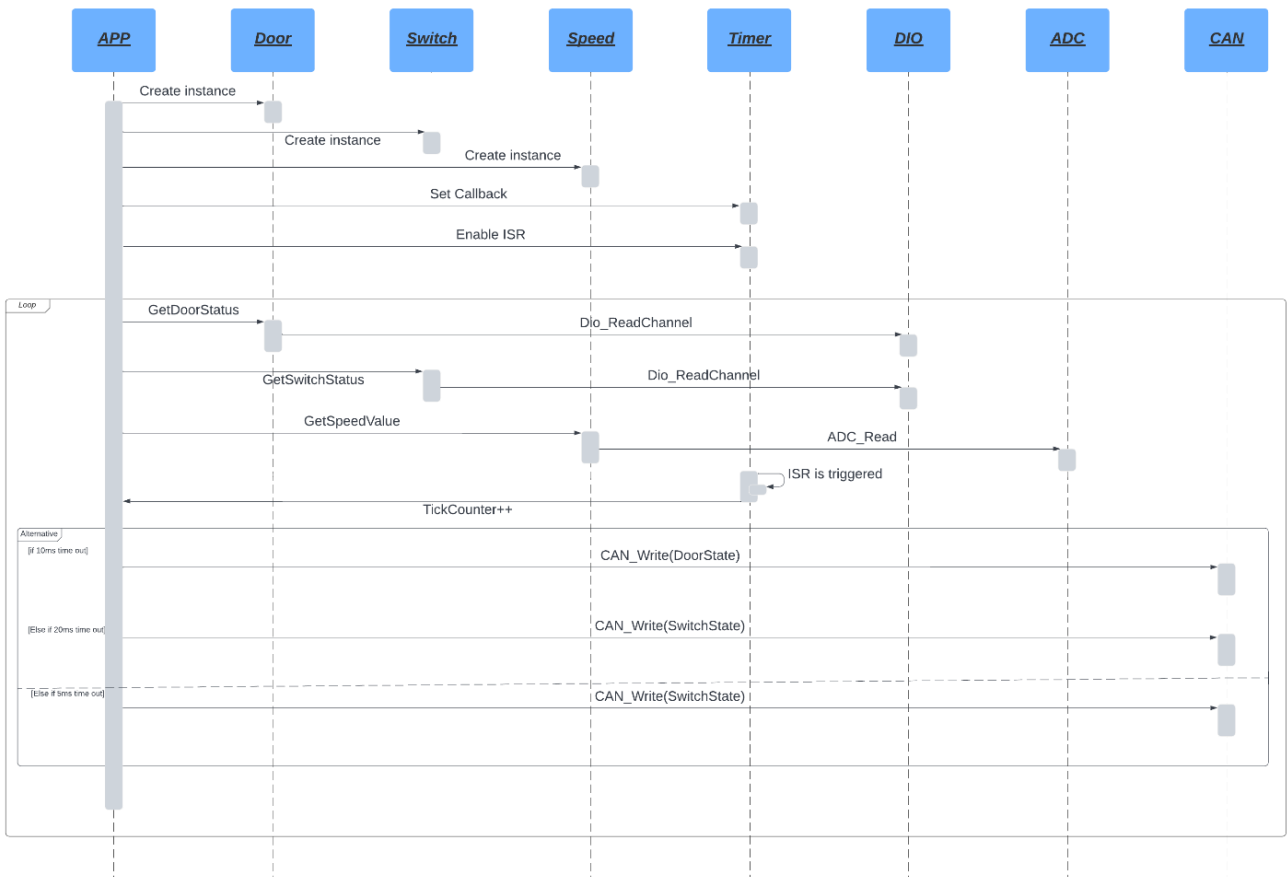 APP
Door
Switch
Speed
Timer
DIO
ADC
CAN
Create instance
Create instance
Create instance
Set Callback
Enable ISR
Loop
GetDoorStatus
Dio_ReadChannel
GetSwitchStatus
Dio_ReadChannel
GetSpeedValue
ADC_Read
ISR is triggered
TickCounter++
Alternative
[if 10ms time out]
CAN_Write(DoorState)
[Else if 20ms time out]
CAN_Write(SwitchState)
[Else if 5ms time out]
CAN_Write(SwitchState)